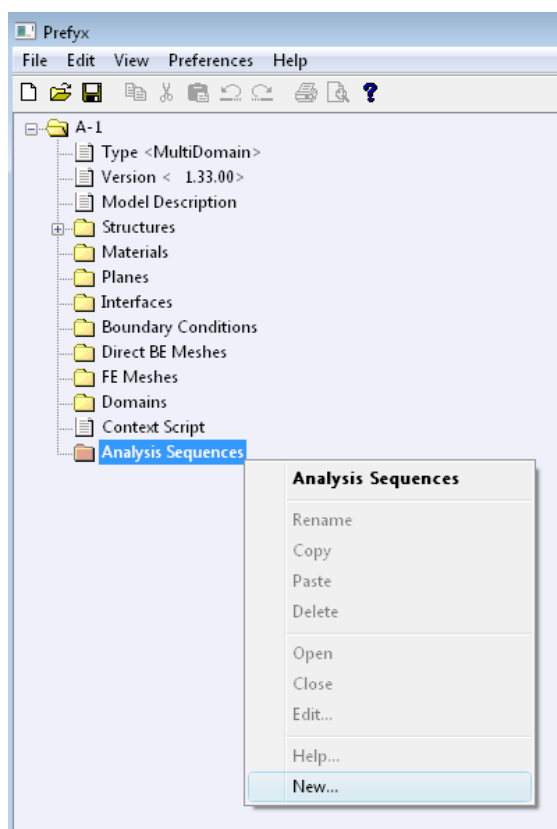 Prefyx
File Edit View Preferences Help
A-1
Type <MultiDomain>
Version < 1.33.00>
Model Description
Structures
Materials
Planes
Interfaces
Boundary Conditions
Direct BE Meshes
FE Meshes
Domains
Context Script
Analysis Sequences
Analysis Sequences
Rename
Copy
Paste
Delete
Open
Close
Edit...
Help...
New...